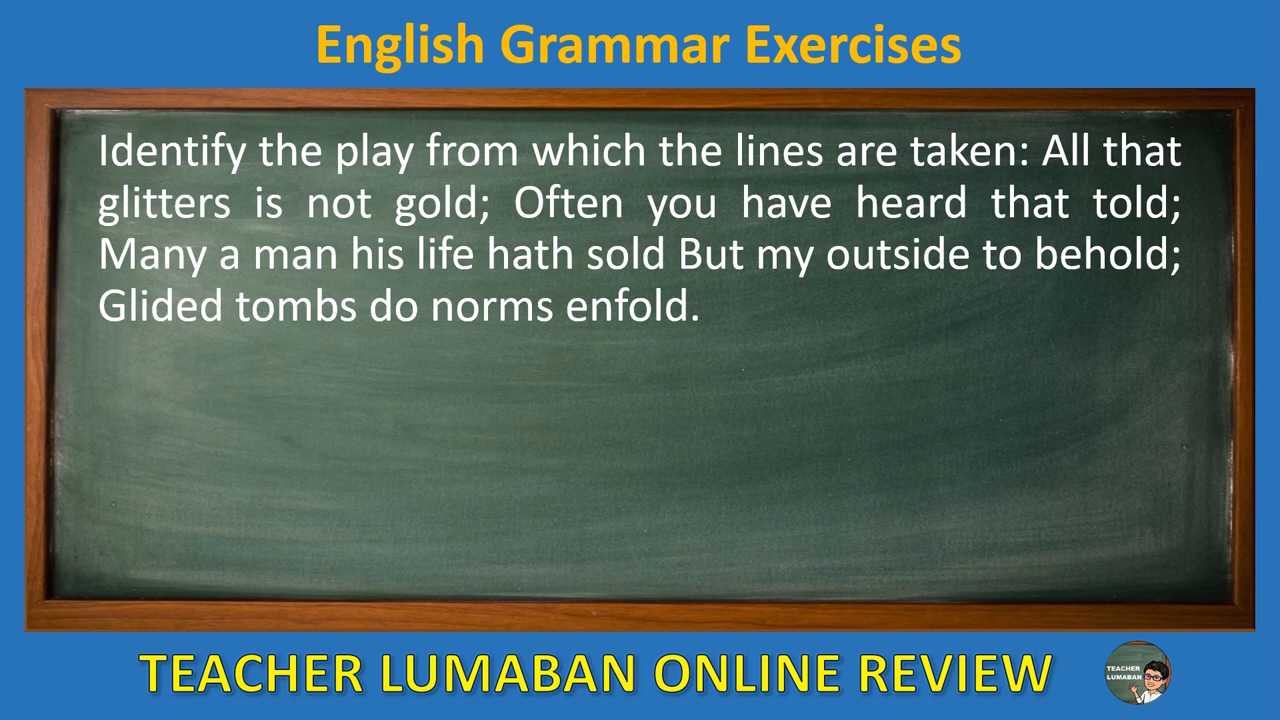 English Grammar Exercises
Identify the play from which the lines are taken: All that
glitters is not gold; Often you have heard that told;
Many a man his life hath sold But my outside to behold;
Glided tombs do norms enfold.
TEACHER LUMABAN ONLINE REVIEW
TEACHER
LUMABAN